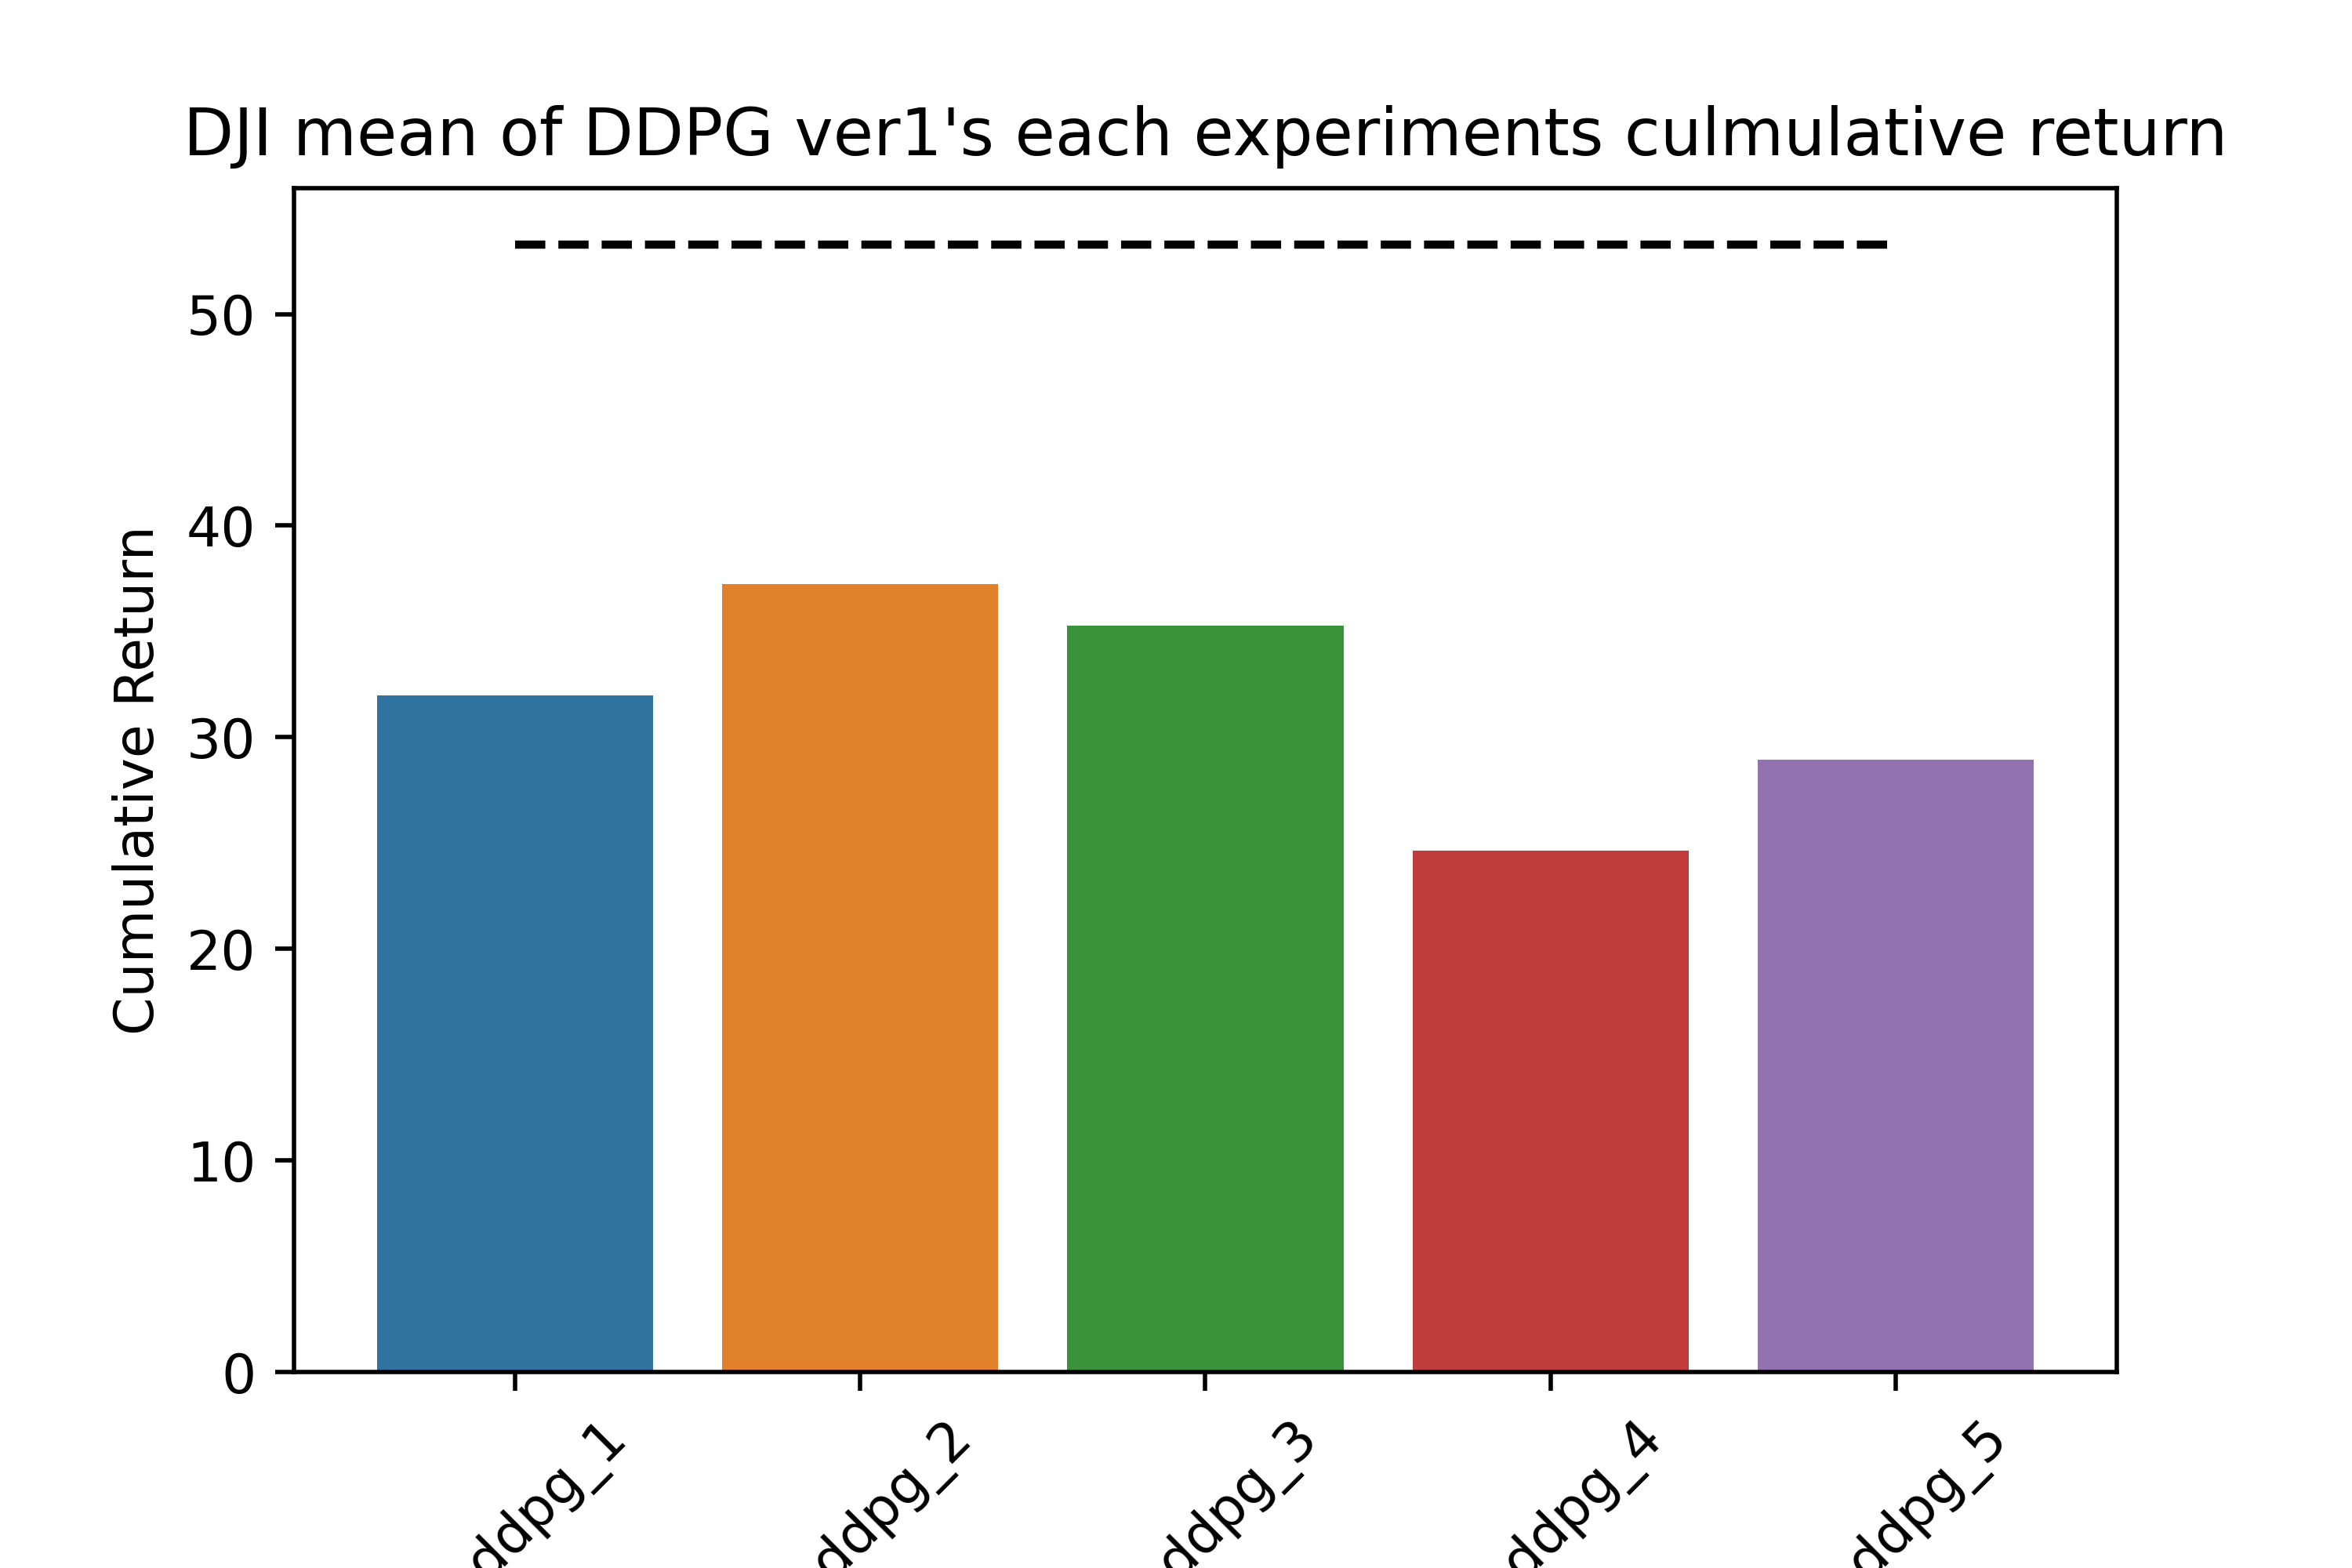 DJI mean of DDPG ver1's each experiments culmulative return
Cumulative Return
50
40
30
20
10
0
ddpg_1
ddpg_2
ddpg_3
ddpg_4
ddpg_5